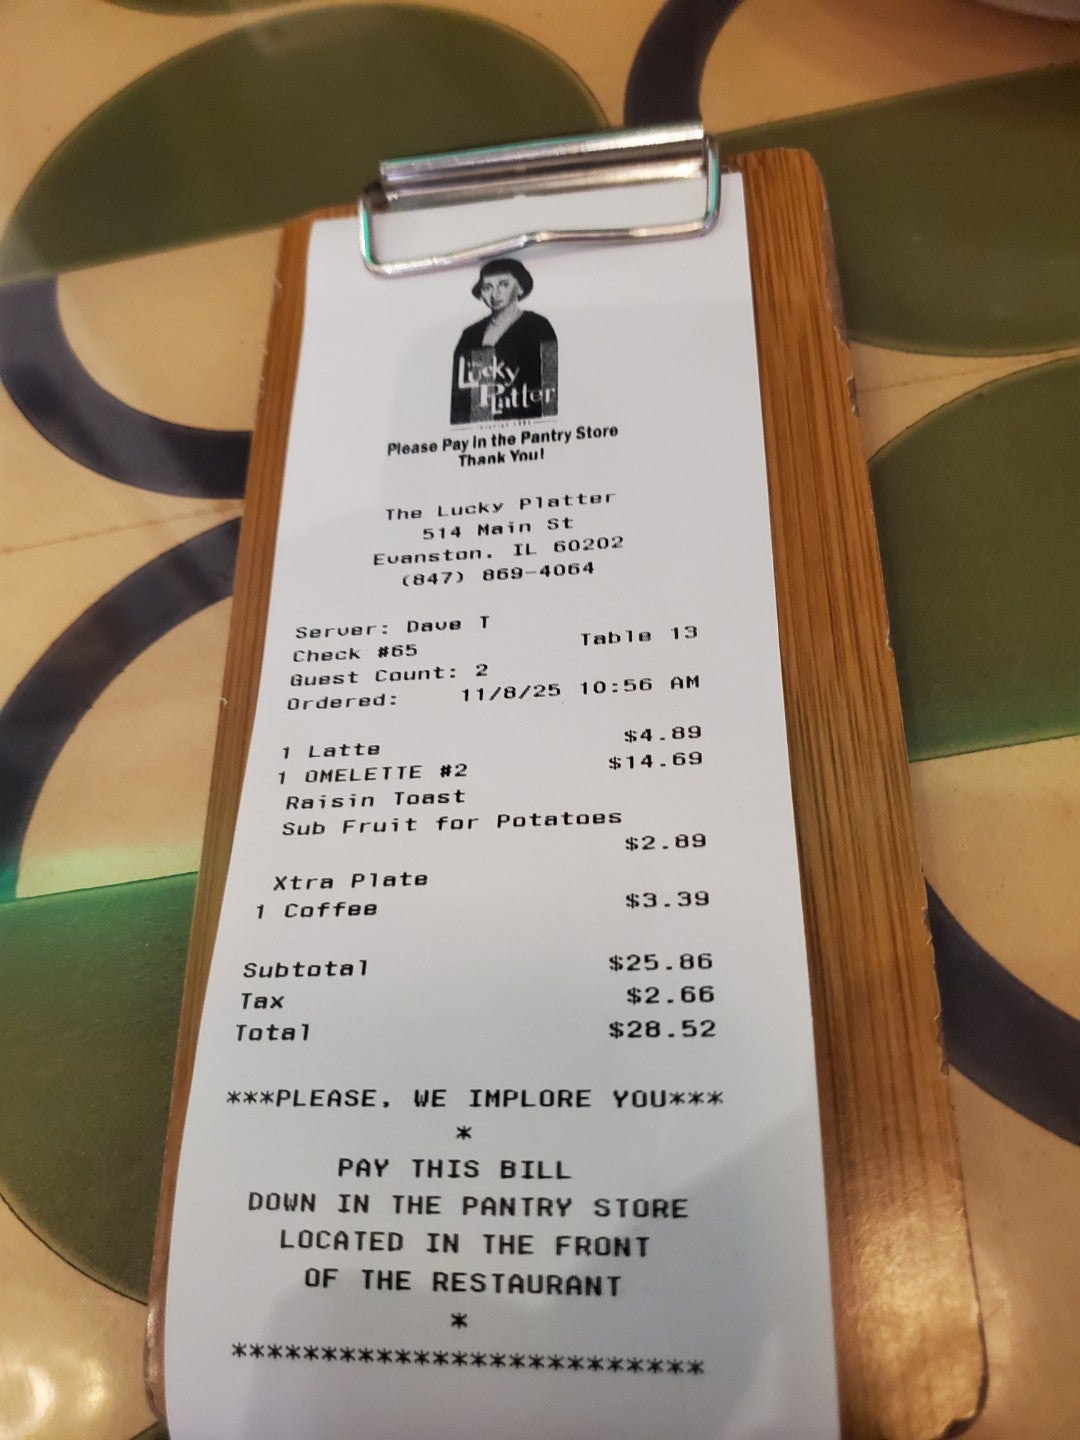 Lucky
Platter
Please Pay in the Pantry Store
Thank You!
The Lucky Platter
514 Main St
Evanston, IL 60202
(847) 869-4064
Server: Dave T
Check #65 Table 13
Guest Count: 2
Ordered: 11/8/25 10:56 AM
1 Latte $4.89
1 OMELETTE #2 $14.69
Raisin Toast
Sub Fruit for Potatoes
$2.89
Xtra Plate
1 Coffee $3.39
Subtotal $25.86
Tax $2.66
Total $28.52
***PLEASE, WE IMPLORE YOU***
*
PAY THIS BILL
DOWN IN THE PANTRY STORE
LOCATED IN THE FRONT
OF THE RESTAURANT
*
**************************